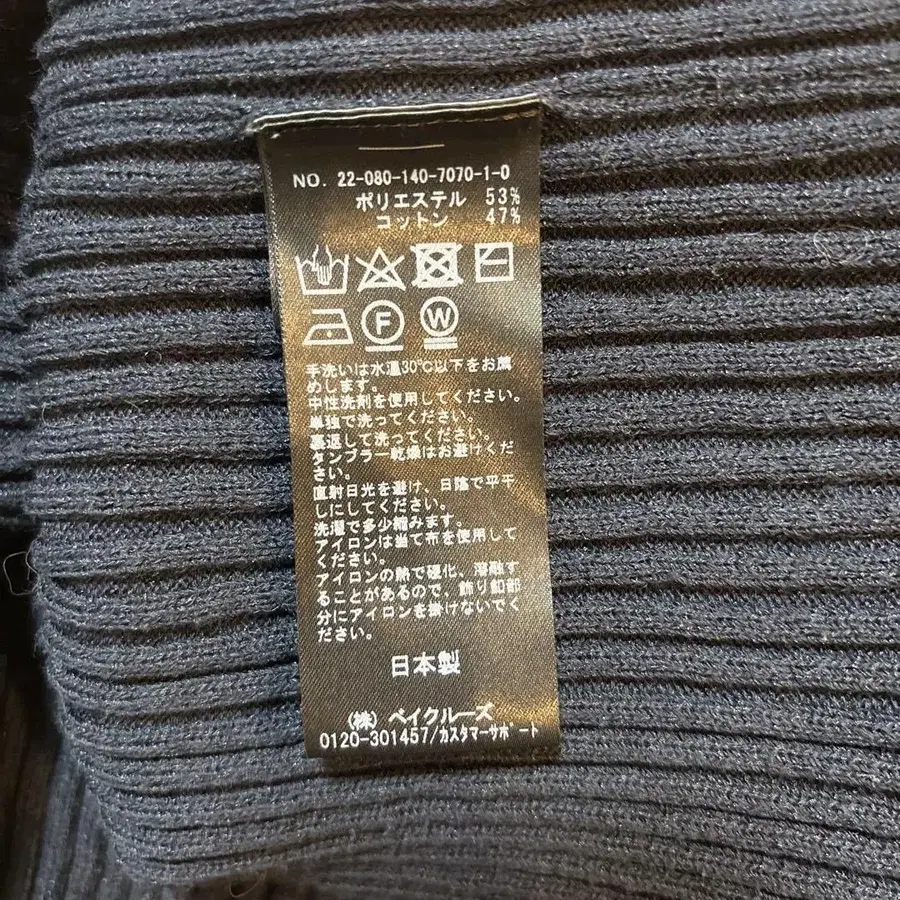 NO. 22-080-140-7070-1-0
ポリエステル 53%
コットン 47%
F W
手洗いは水温30℃以下をお薦
めします。
中性洗剤を使用してください。
単独で洗ってください。
裏返して洗ってください。
タンブラー乾燥はお避けくだ
さい。
直射日光を避け、日陰で平干
しにしてください。
洗濯で多少縮みます。
アイロンは当て布を使用して
ください。
アイロンの熱で硬化、溶融す
ることがあるので、飾り釦部
分にアイロンを掛けないでく
ださい。
日本製
(株) ベイクルーズ
0120-301457/カスタマーサポート